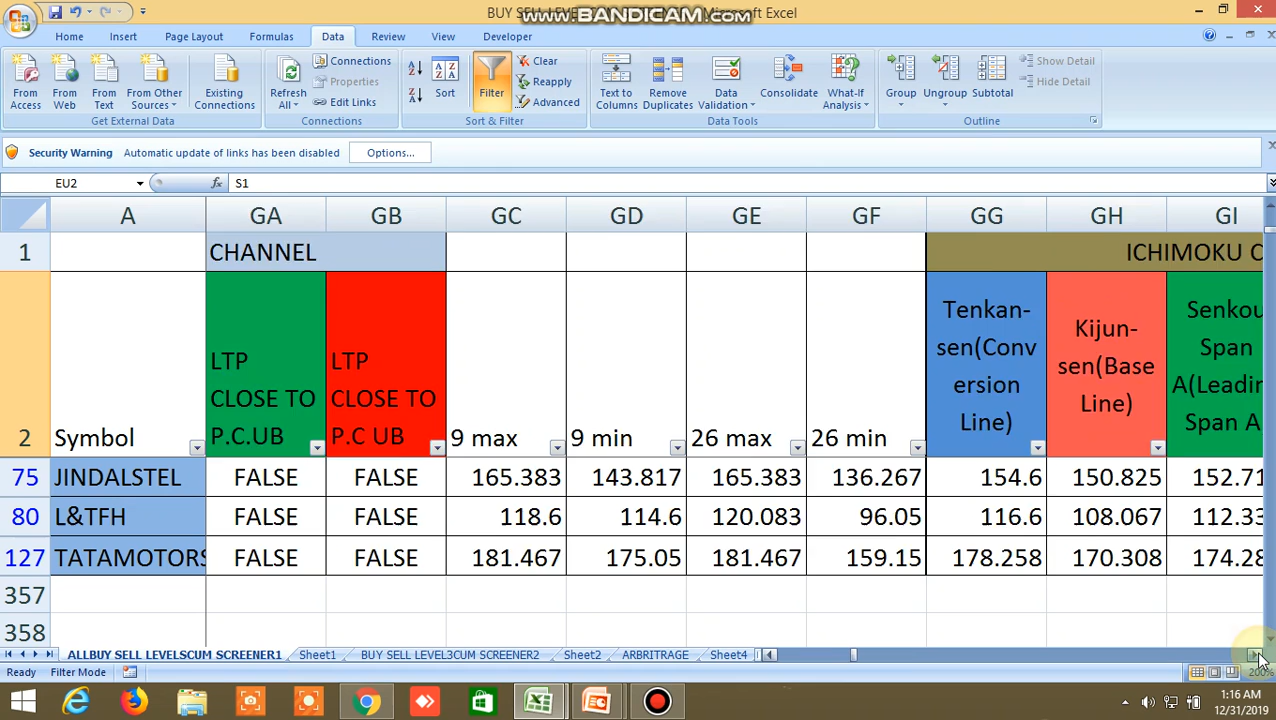 BUY SELL LEVEL
www.BANDICAM.com
Microsoft Excel
Home Insert Page Layout Formulas Data Review View Developer
From Access
From Web
From Text
From Other Sources
Existing Connections
Get External Data
Refresh All
Connections
Properties
Edit Links
Connections
Sort
Filter
Clear
Reapply
Advanced
Sort & Filter
Text to Columns
Remove Duplicates
Data Validation
Consolidate
What-If Analysis
Data Tools
Group
Ungroup
Subtotal
Show Detail
Hide Detail
Outline
Security Warning Automatic update of links has been disabled Options...
EU2 fx S1
A GA GB GC GD GE GF GG GH GI
1 CHANNEL ICHIMOKU C
2 Symbol
LTP CLOSE TO P.C.UB
LTP CLOSE TO P.C UB
9 max
9 min
26 max
26 min
Tenkan-sen(Conversion Line)
Kijun-sen(Base Line)
Senkou Span A(Leading Span A
75 JINDALSTEL FALSE FALSE 165.383 143.817 165.383 136.267 154.6 150.825 152.71
80 L&TFH FALSE FALSE 118.6 114.6 120.083 96.05 116.6 108.067 112.33
127 TATAMOTORS FALSE FALSE 181.467 175.05 181.467 159.15 178.258 170.308 174.28
357
358
ALLBUY SELL LEVELSCUM SCREENER1 Sheet1 BUY SELL LEVEL3CUM SCREENER2 Sheet2 ARBRITRAGE Sheet4
Ready Filter Mode 200%
1:16 AM
12/31/2019